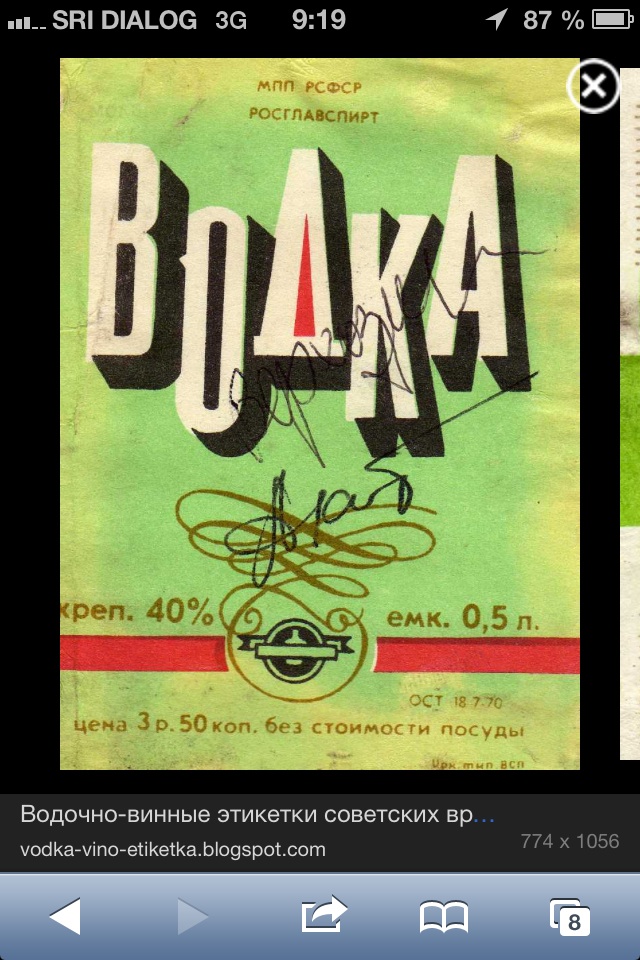 SRI DIALOG 3G 9:19 87 %
МПП РСФСР
РОСГЛАВСПИРТ
ВОДКА
креп. 40% емк. 0,5 л.
ОСТ 18.7.70
цена 3 р. 50 коп. без стоимости посуды
тип. ВСП
Водочно-винные этикетки советских вр...
vodka-vino-etiketka.blogspot.com
774 x 1056
8